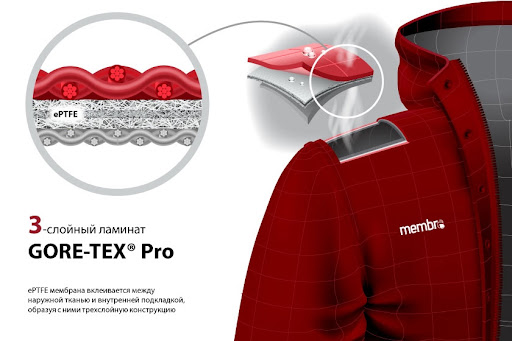 ePTFE
3-слойный ламинат
GORE-TEX® Pro
ePTFE мембрана вклеивается между
наружной тканью и внутренней подкладкой,
образуя с ними трехслойную конструкцию
membra